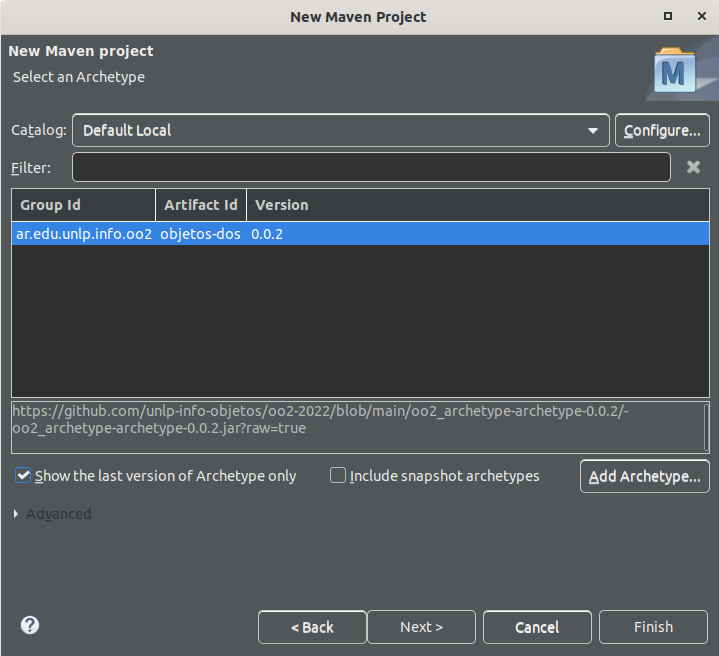 New Maven Project
New Maven project
Select an Archetype
M
Catalog: Default Local Configure...
Filter:
Group Id Artifact Id Version
ar.edu.unlp.info.oo2 objetos-dos 0.0.2
https://github.com/unlp-info-objetos/oo2-2022/blob/main/oo2_archetype-archetype-0.0.2/-
oo2_archetype-archetype-0.0.2.jar?raw=true
Show the last version of Archetype only Include snapshot archetypes Add Archetype...
Advanced
? < Back Next > Cancel Finish